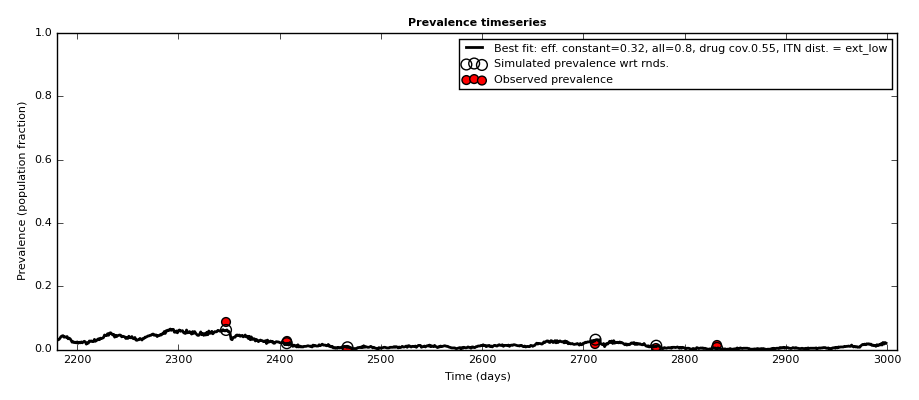 Prevalence timeseries
1.0
0.8
0.6
0.4
0.2
0.0
Prevalence (population fraction)
Best fit: eff. constant=0.32, all=0.8, drug cov.0.55, ITN dist. = ext_low
Simulated prevalence wrt rnds.
Observed prevalence
2200 2300 2400 2500 2600 2700 2800 2900 3000
Time (days)